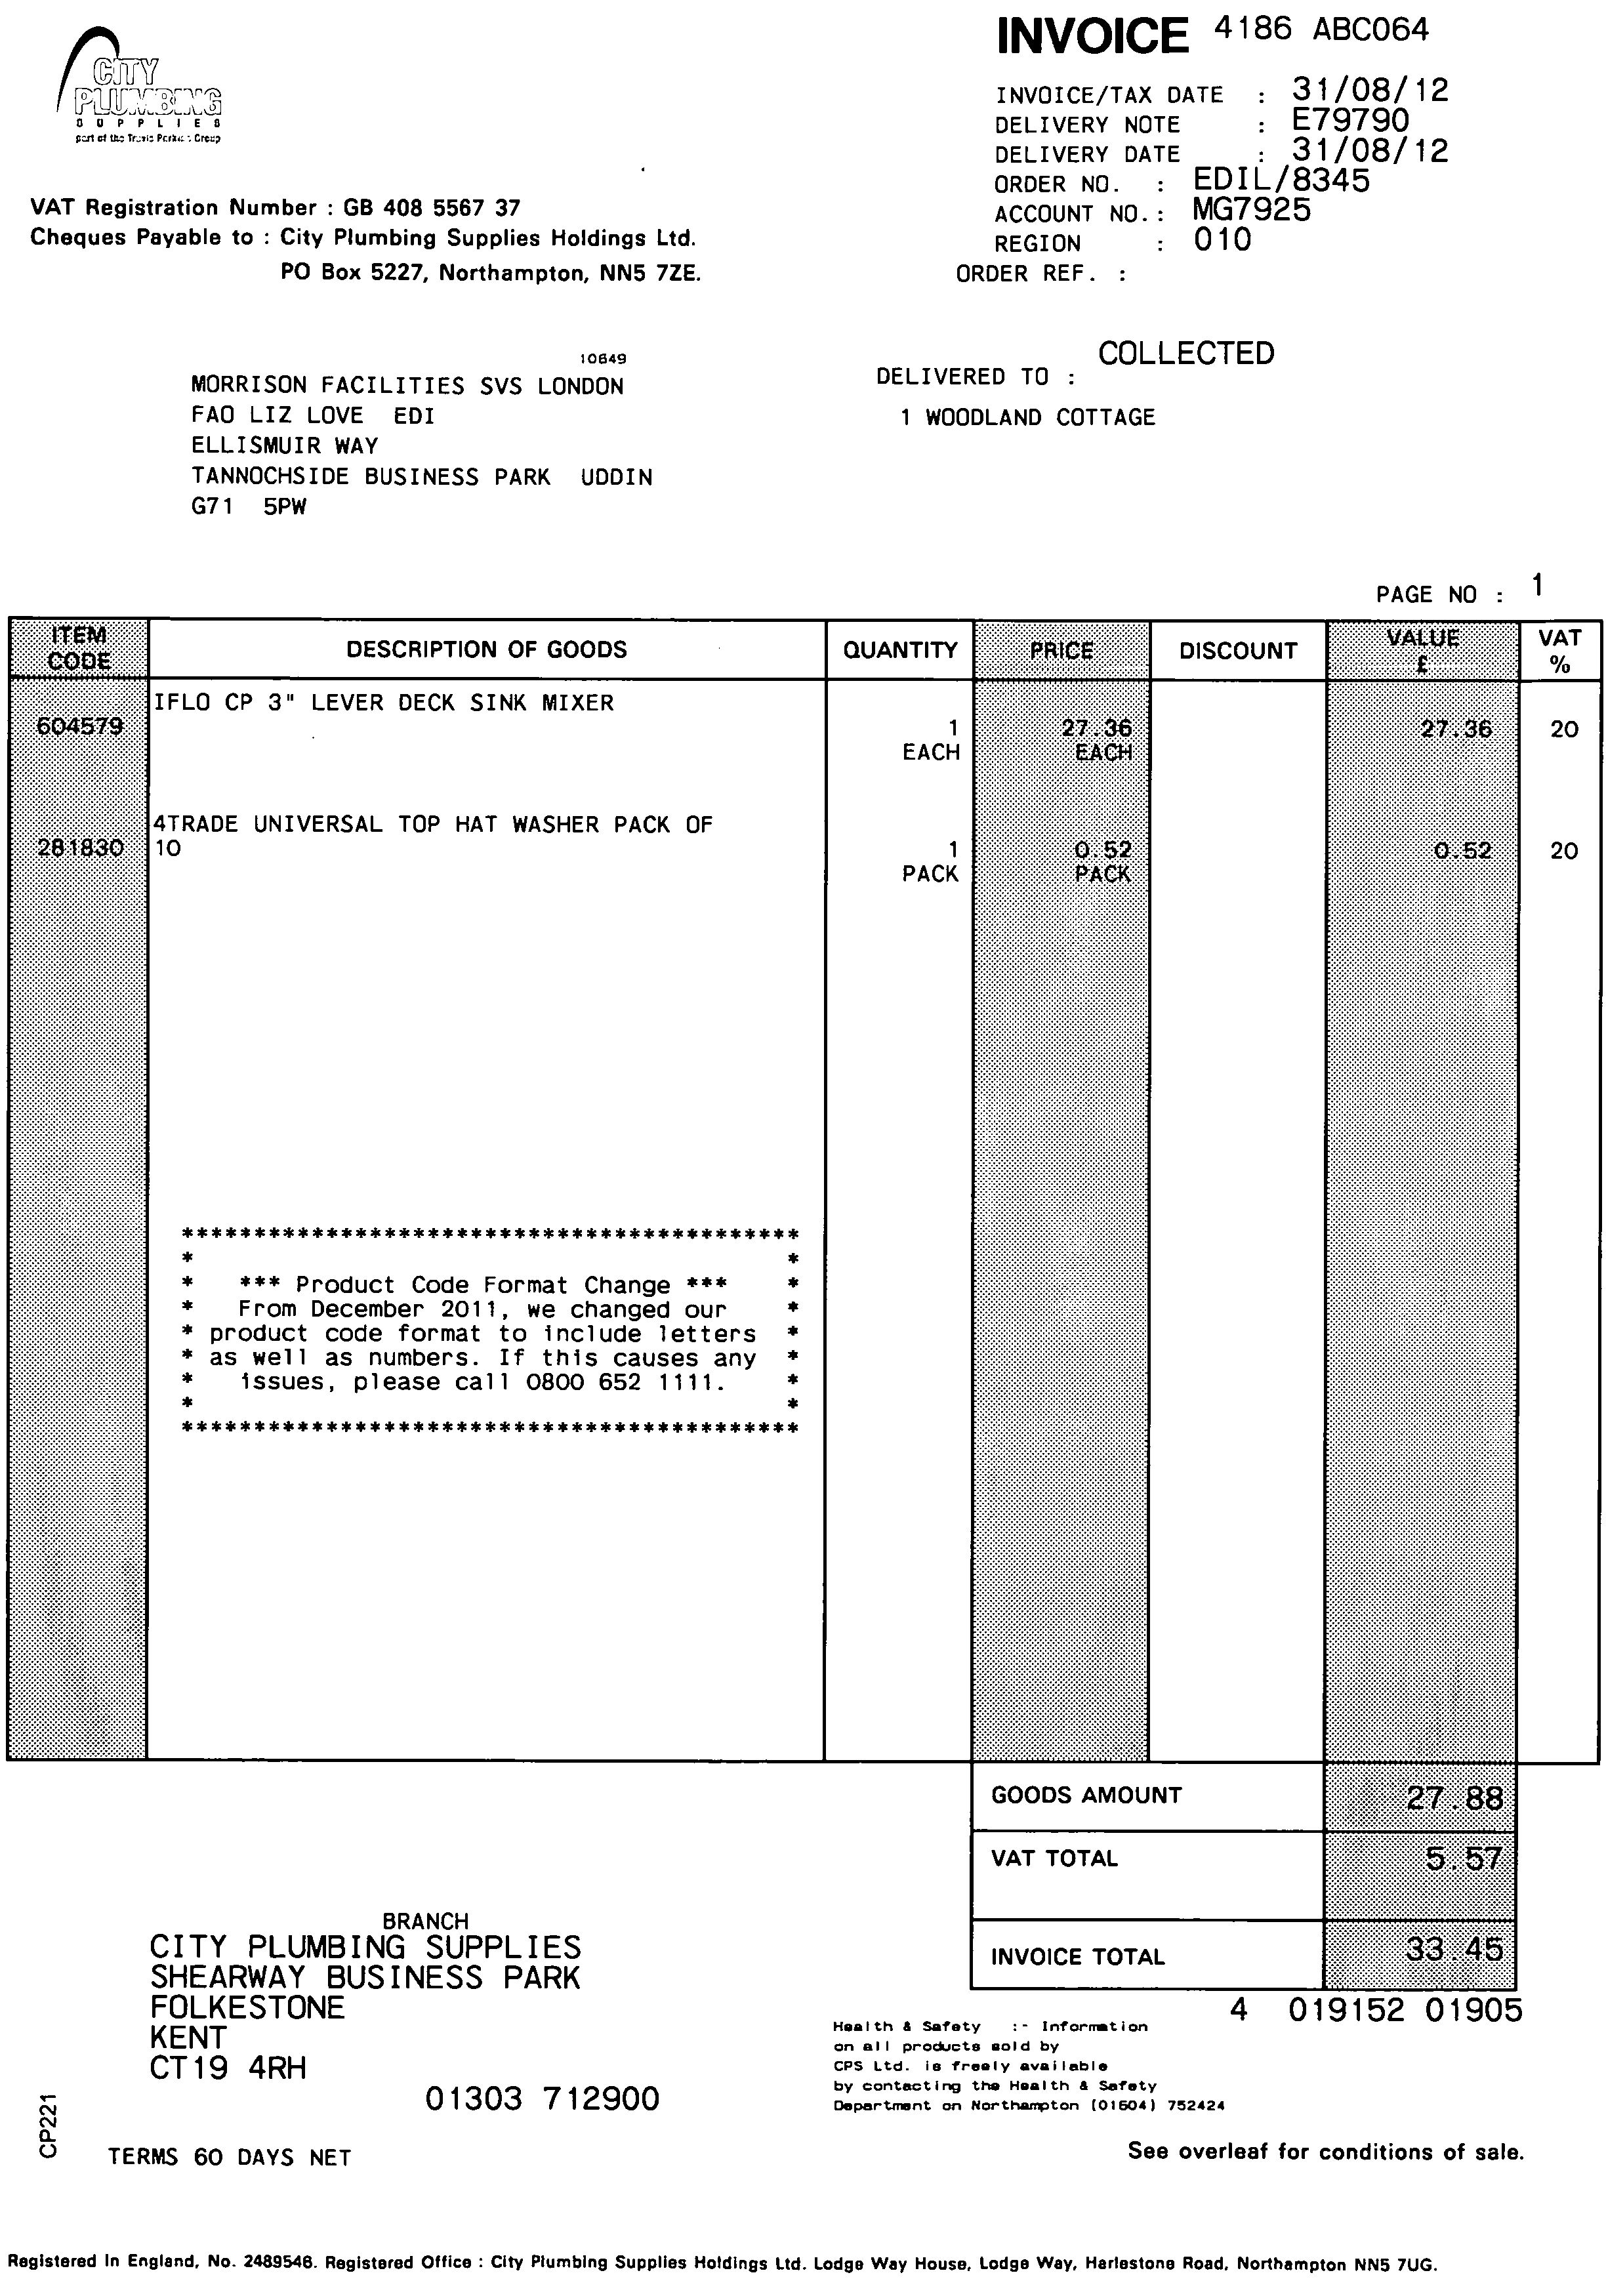 CITY
PLUMBING
SUPPLIES
part of the Travis Perkins Group
INVOICE 4186 ABC064
INVOICE/TAX DATE : 31/08/12
DELIVERY NOTE : E79790
DELIVERY DATE : 31/08/12
ORDER NO. : EDIL/8345
ACCOUNT NO. : MG7925
REGION : 010
ORDER REF. :
VAT Registration Number : GB 408 5567 37
Cheques Payable to : City Plumbing Supplies Holdings Ltd.
PO Box 5227, Northampton, NN5 7ZE.
10649
MORRISON FACILITIES SVS LONDON
FAO LIZ LOVE EDI
ELLISMUIR WAY
TANNOCHSIDE BUSINESS PARK UDDIN
G71 5PW
COLLECTED
DELIVERED TO :
1 WOODLAND COTTAGE
PAGE NO : 1
ITEM CODE DESCRIPTION OF GOODS QUANTITY PRICE DISCOUNT VALUE £ VAT %
IFLO CP 3" LEVER DECK SINK MIXER
604579 1 27.36 27.36 20
EACH EACH
4TRADE UNIVERSAL TOP HAT WASHER PACK OF
281830 10 1 0.52 0.52 20
PACK PACK
*******************************************
* *
* *** Product Code Format Change *** *
* From December 2011, we changed our *
* product code format to include letters *
* as well as numbers. If this causes any *
* issues, please call 0800 652 1111. *
* *
*******************************************
GOODS AMOUNT 27.88
VAT TOTAL 5.57
INVOICE TOTAL 33.45
4 019152 01905
BRANCH
CITY PLUMBING SUPPLIES
SHEARWAY BUSINESS PARK
FOLKESTONE
KENT
CT19 4RH
01303 712900
Health & Safety :- Information
on all products sold by
CPS Ltd. is freely available
by contacting the Health & Safety
Department on Northampton (01604) 752424
CP221
TERMS 60 DAYS NET
See overleaf for conditions of sale.
Registered in England, No. 2489546. Registered Office : City Plumbing Supplies Holdings Ltd. Lodge Way House, Lodge Way, Harlestone Road, Northampton NN5 7UG.